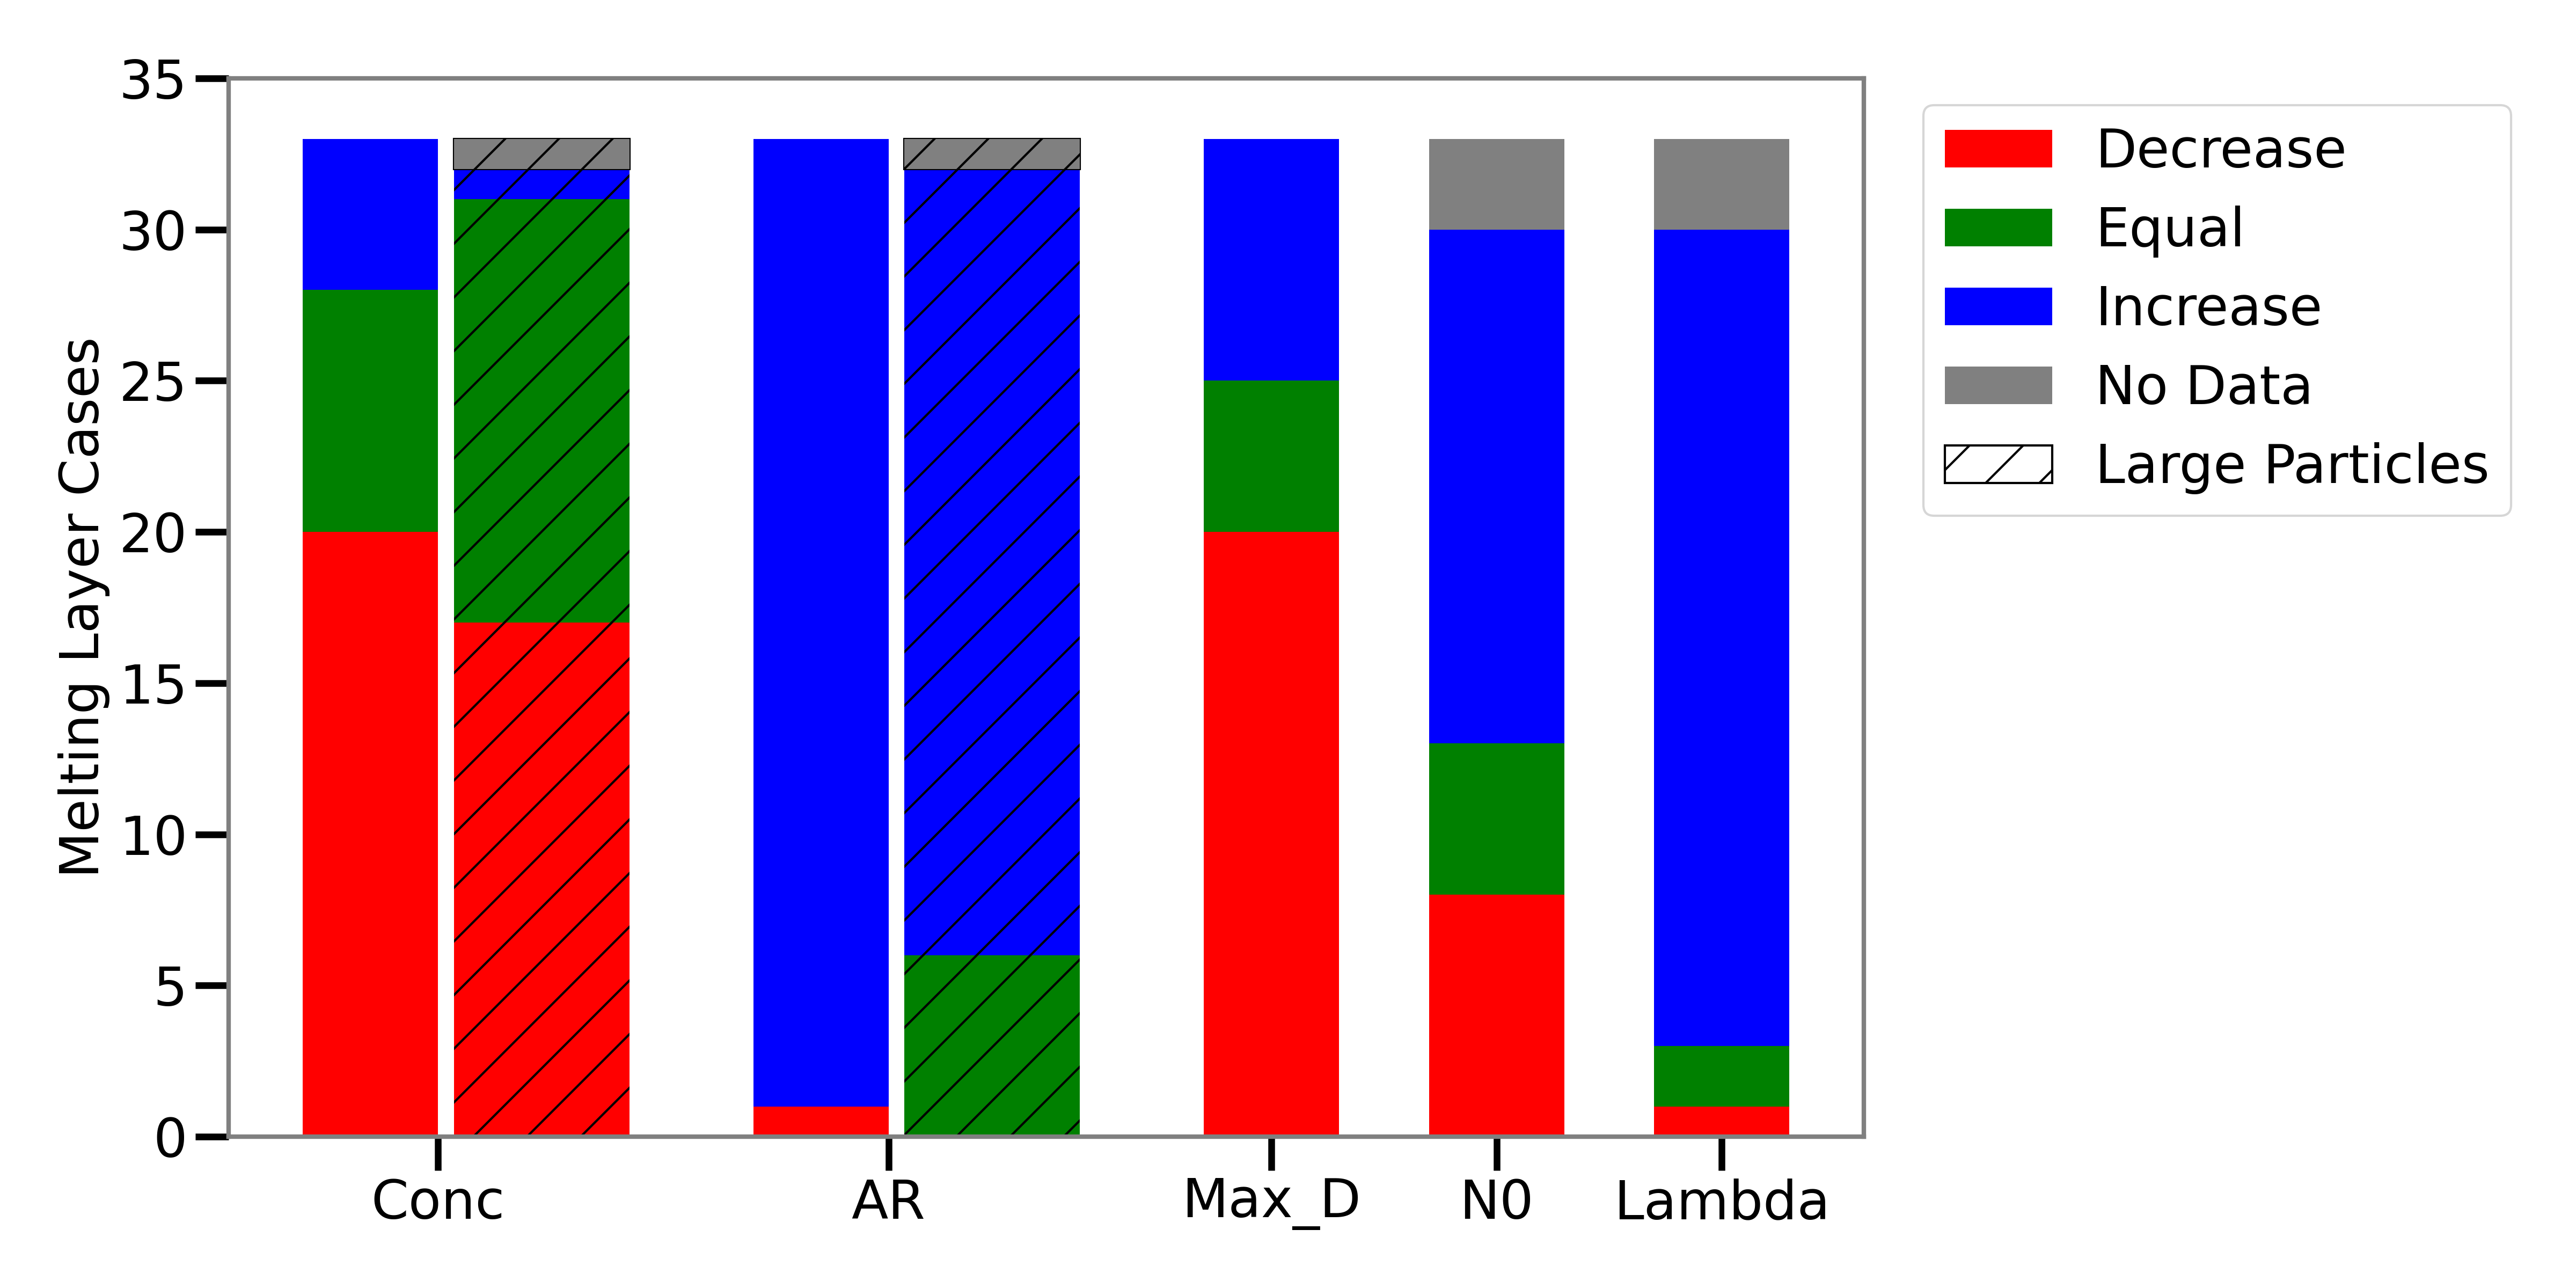 Melting Layer Cases
35
30
25
20
15
10
5
0
Conc
AR
Max_D
N0
Lambda
Decrease
Equal
Increase
No Data
Large Particles